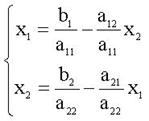 x₁ = b₁/a₁₁ − a₁₂/a₁₁ x₂
x₂ = b₂/a₂₂ − a₂₁/a₂₂ x₁